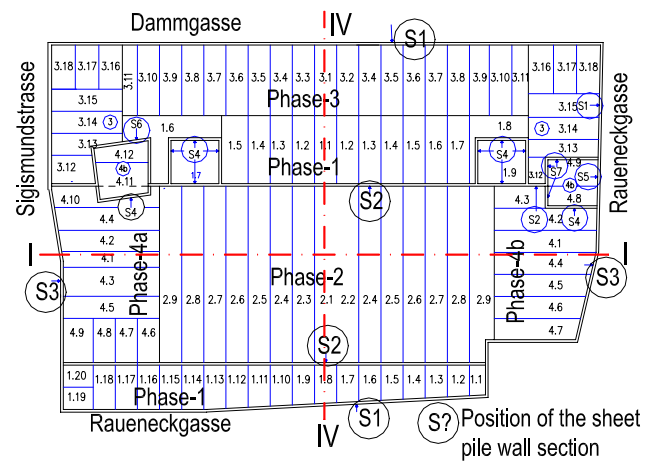 Dammgasse
IV
S1
3.18 3.17 3.16 3.11 3.10 3.9 3.8 3.7 3.6 3.5 3.4 3.3 3.1 3.2 3.4 3.5 3.6 3.7 3.8 3.9 3.10 3.11 3.16 3.17 3.18
Phase-3
3.15 3.15 S1
3.14 3 S6 1.6 1.8 3 3.14
3.13 S4 1.5 1.4 1.3 1.2 1.1 1.2 1.3 1.4 1.5 1.6 1.7 S4 3.13
Phase-1
3.12 4.12 4b 4.11 1.7 1.9 3.12 S7 4.9 4b S5 4.8
Sigismundstrasse
Raueneckgasse
4.10 S4 S2 4.3 S2 S4
4.4 4.2
4.2 4.1
I I
4.1 4.4
Phase-4a
Phase-2
Phase-4b
S3 S3
4.3 4.5
4.5 4.6
4.9 4.8 4.7 4.6 4.7
2.9 2.8 2.7 2.6 2.5 2.4 2.3 2.1 2.2 2.4 2.5 2.6 2.7 2.8 2.9
S2
1.20 1.18 1.17 1.16 1.15 1.14 1.13 1.12 1.11 1.10 1.9 1.8 1.7 1.6 1.5 1.4 1.3 1.2 1.1
1.19
Phase-1
Raueneckgasse
IV
S1
S? Position of the sheet
pile wall section